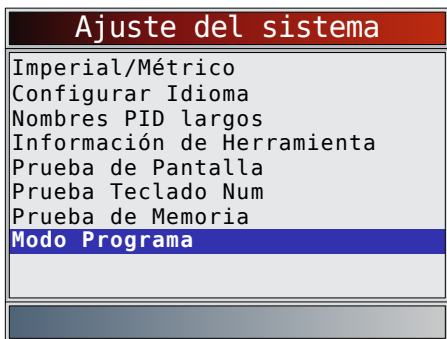 Ajuste del sistema
Imperial/Métrico
Configurar Idioma
Nombres PID largos
Información de Herramienta
Prueba de Pantalla
Prueba Teclado Num
Prueba de Memoria
Modo Programa